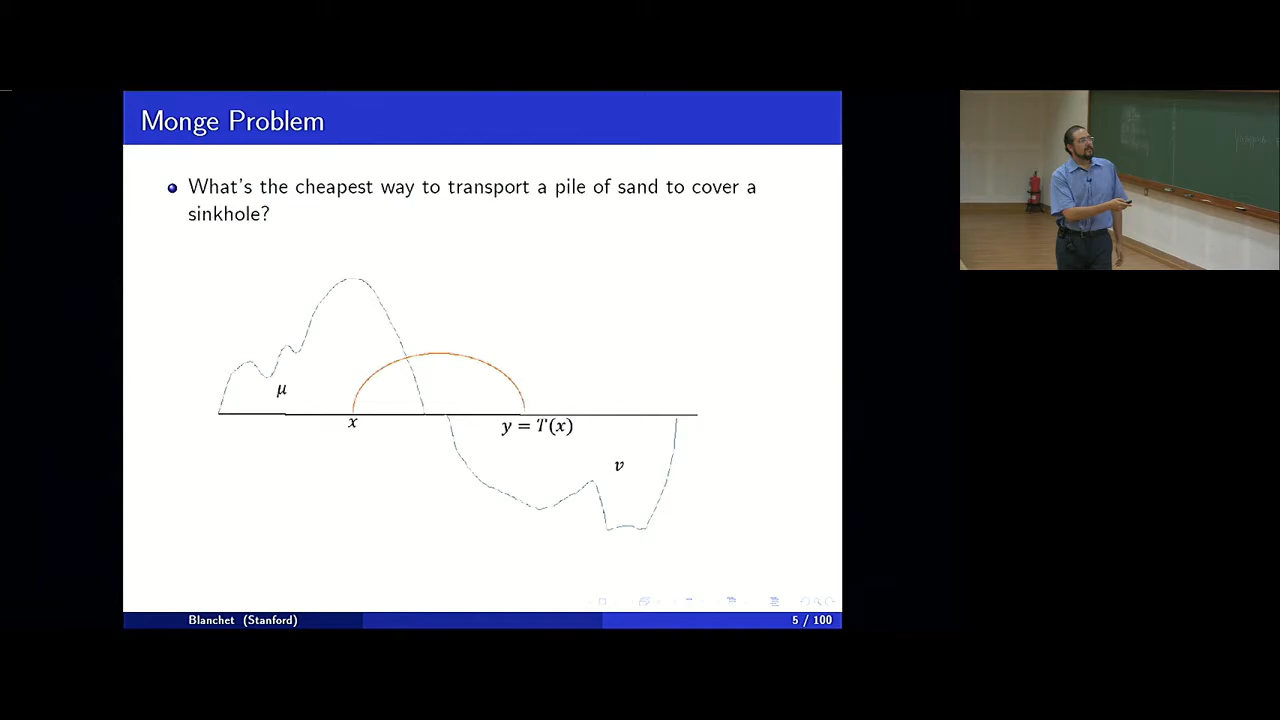 Monge Problem
What's the cheapest way to transport a pile of sand to cover a
sinkhole?
μ
x
y = T(x)
v
Blanchet (Stanford)
5 / 100